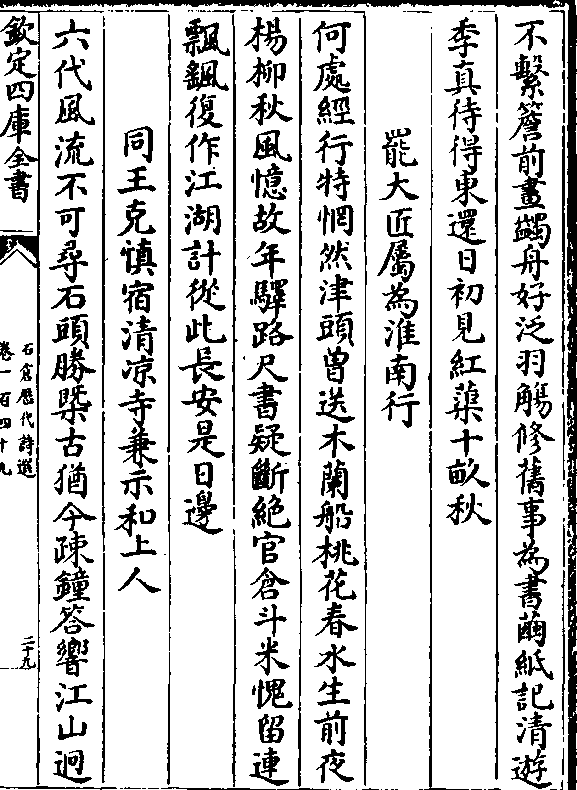 不繫簷前畫鷁舟好泛羽觴修舊事為書繭紙記清遊
季真待得東還日初見紅蕖十畝秋
罷大匠屬為淮南行
何處經行特惘然津頭曽送木蘭船桃花春水生前夜
楊柳秋風憶故年驛路尺書疑斷絶官倉斗米愧留連
飄颻復作江湖計從此長安是日邊
同王克慎宿清凉寺兼示和上人
六代風流不可尋石頭勝槩古猶今疎鐘答響江山迥
欽定四庫全書
石倉歷代詩選
卷一百四十九
二十九